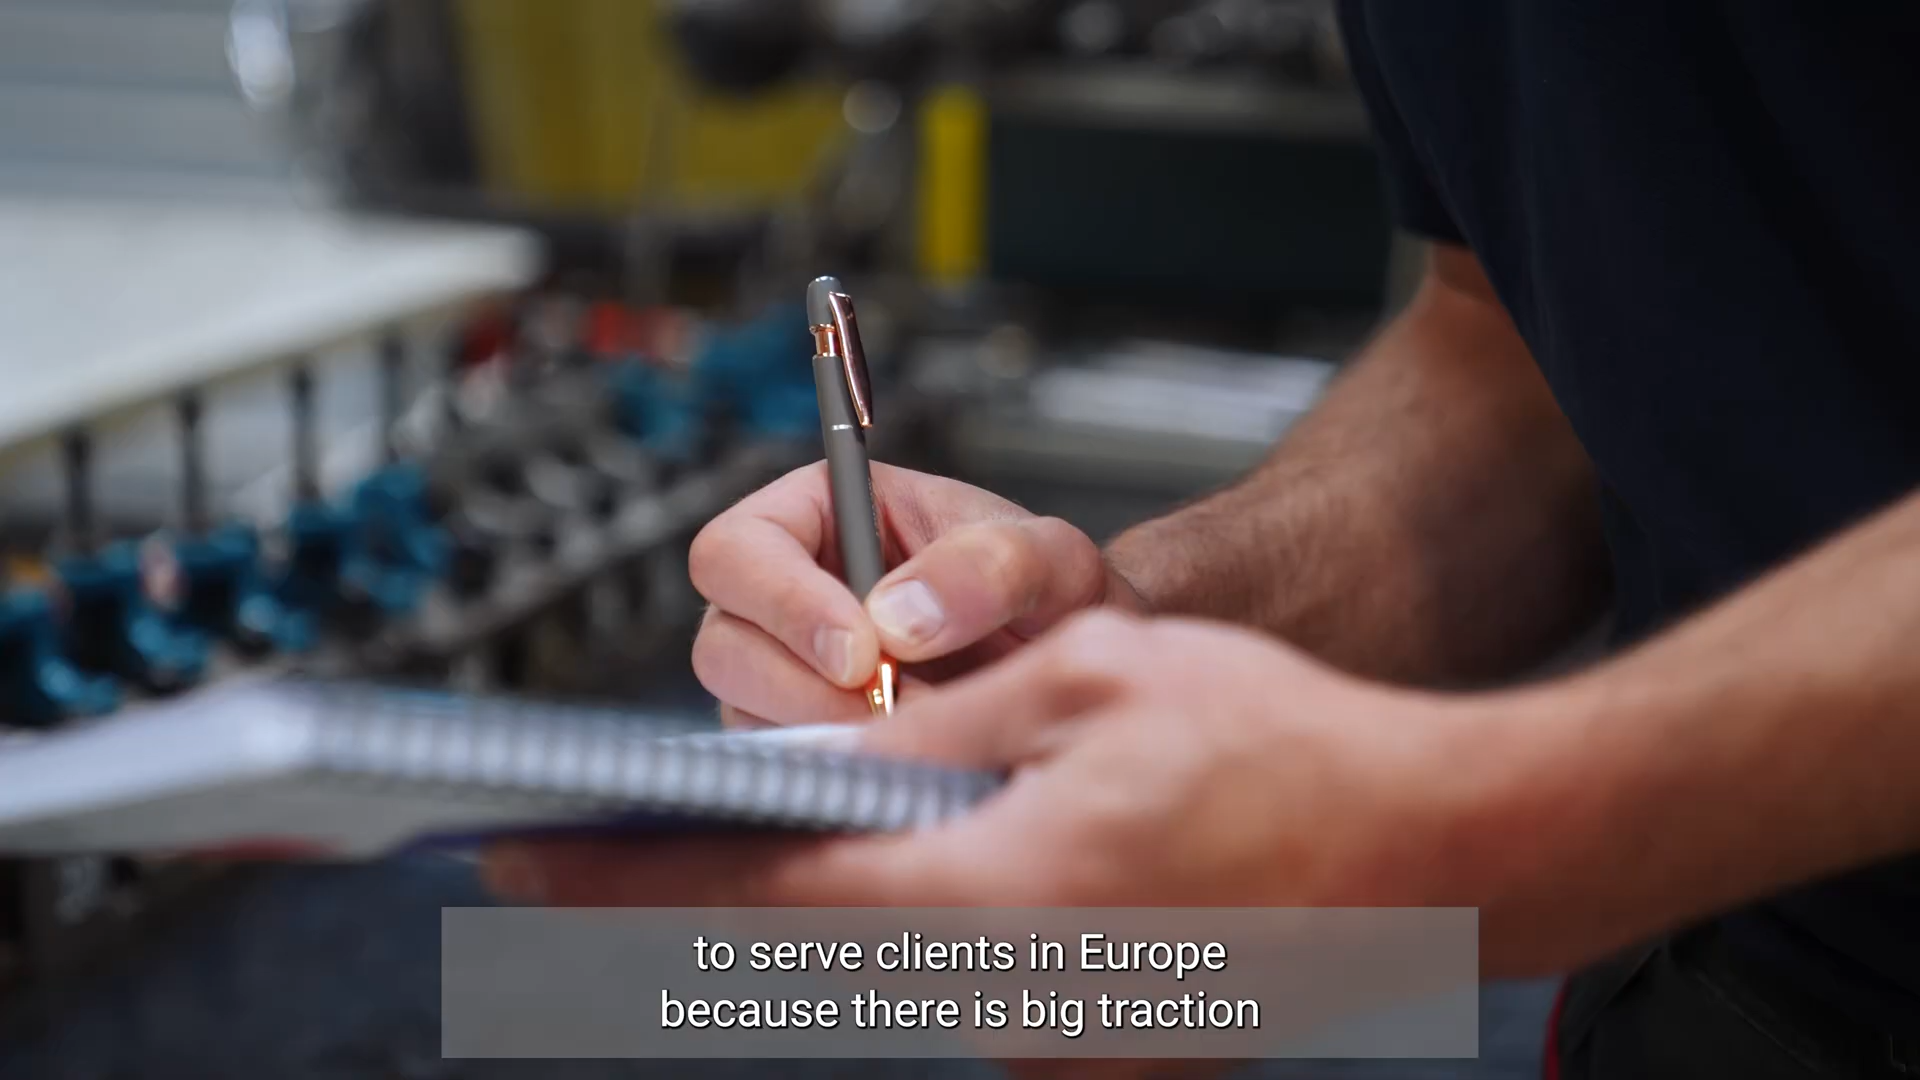 to serve clients in Europe
because there is big traction